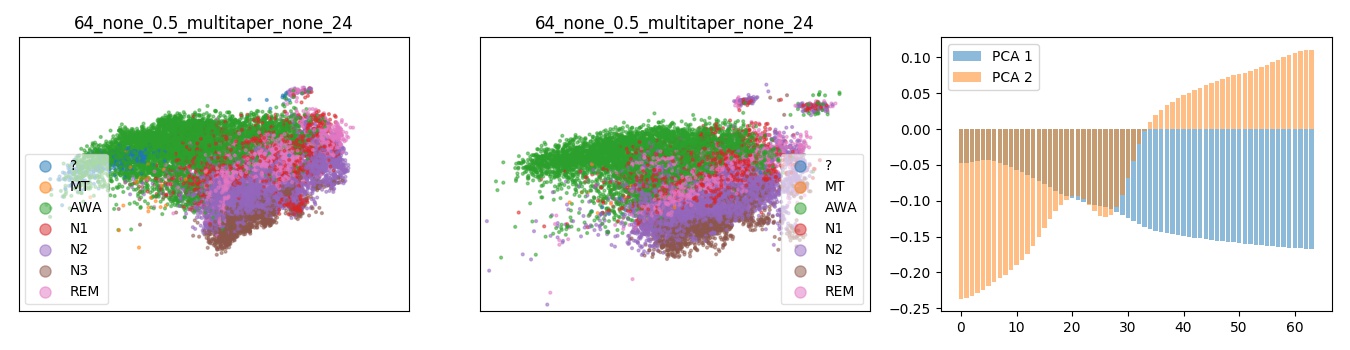 64_none_0.5_multitaper_none_24
?
MT
AWA
N1
N2
N3
REM
64_none_0.5_multitaper_none_24
?
MT
AWA
N1
N2
N3
REM
PCA 1
PCA 2
0.10
0.05
0.00
−0.05
−0.10
−0.15
−0.20
−0.25
0 10 20 30 40 50 60